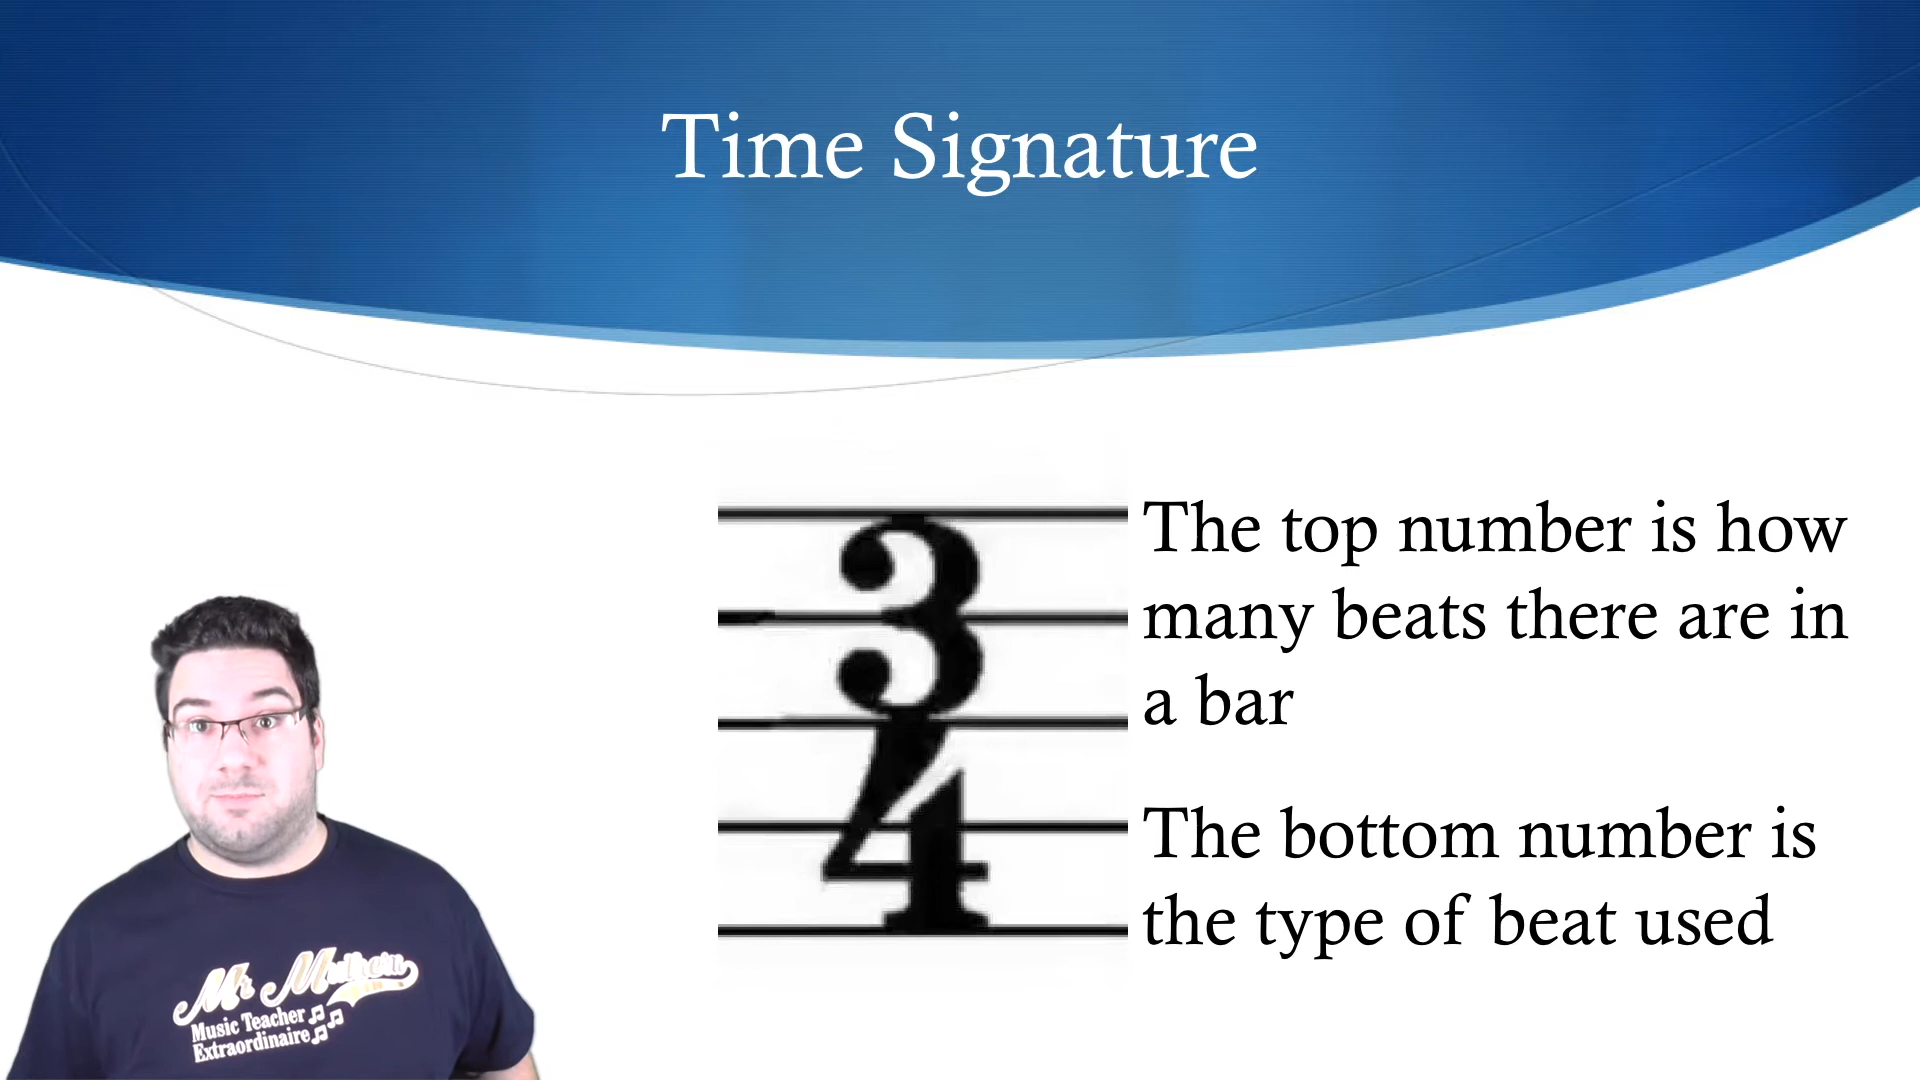 Time Signature
3
4
The top number is how
many beats there are in
a bar
The bottom number is
the type of beat used
Mr
Music Teacher
Extraordinaire